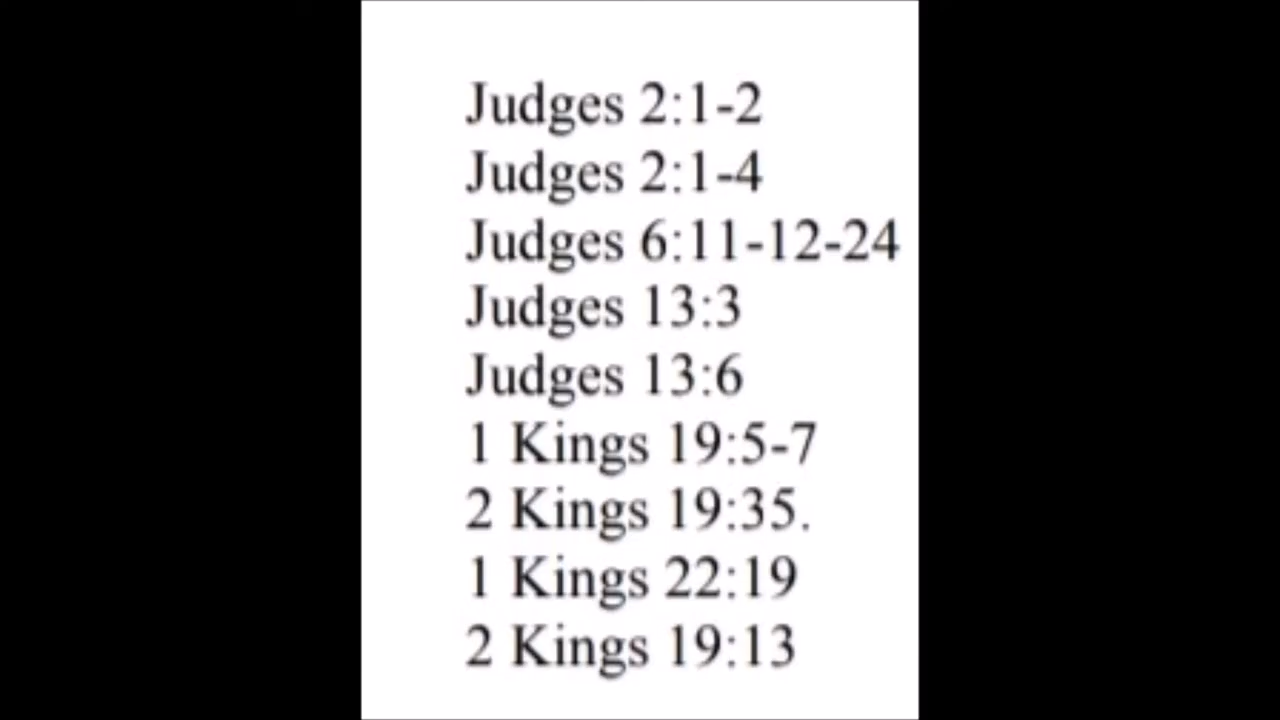 Judges 2:1-2
Judges 2:1-4
Judges 6:11-12-24
Judges 13:3
Judges 13:6
1 Kings 19:5-7
2 Kings 19:35.
1 Kings 22:19
2 Kings 19:13